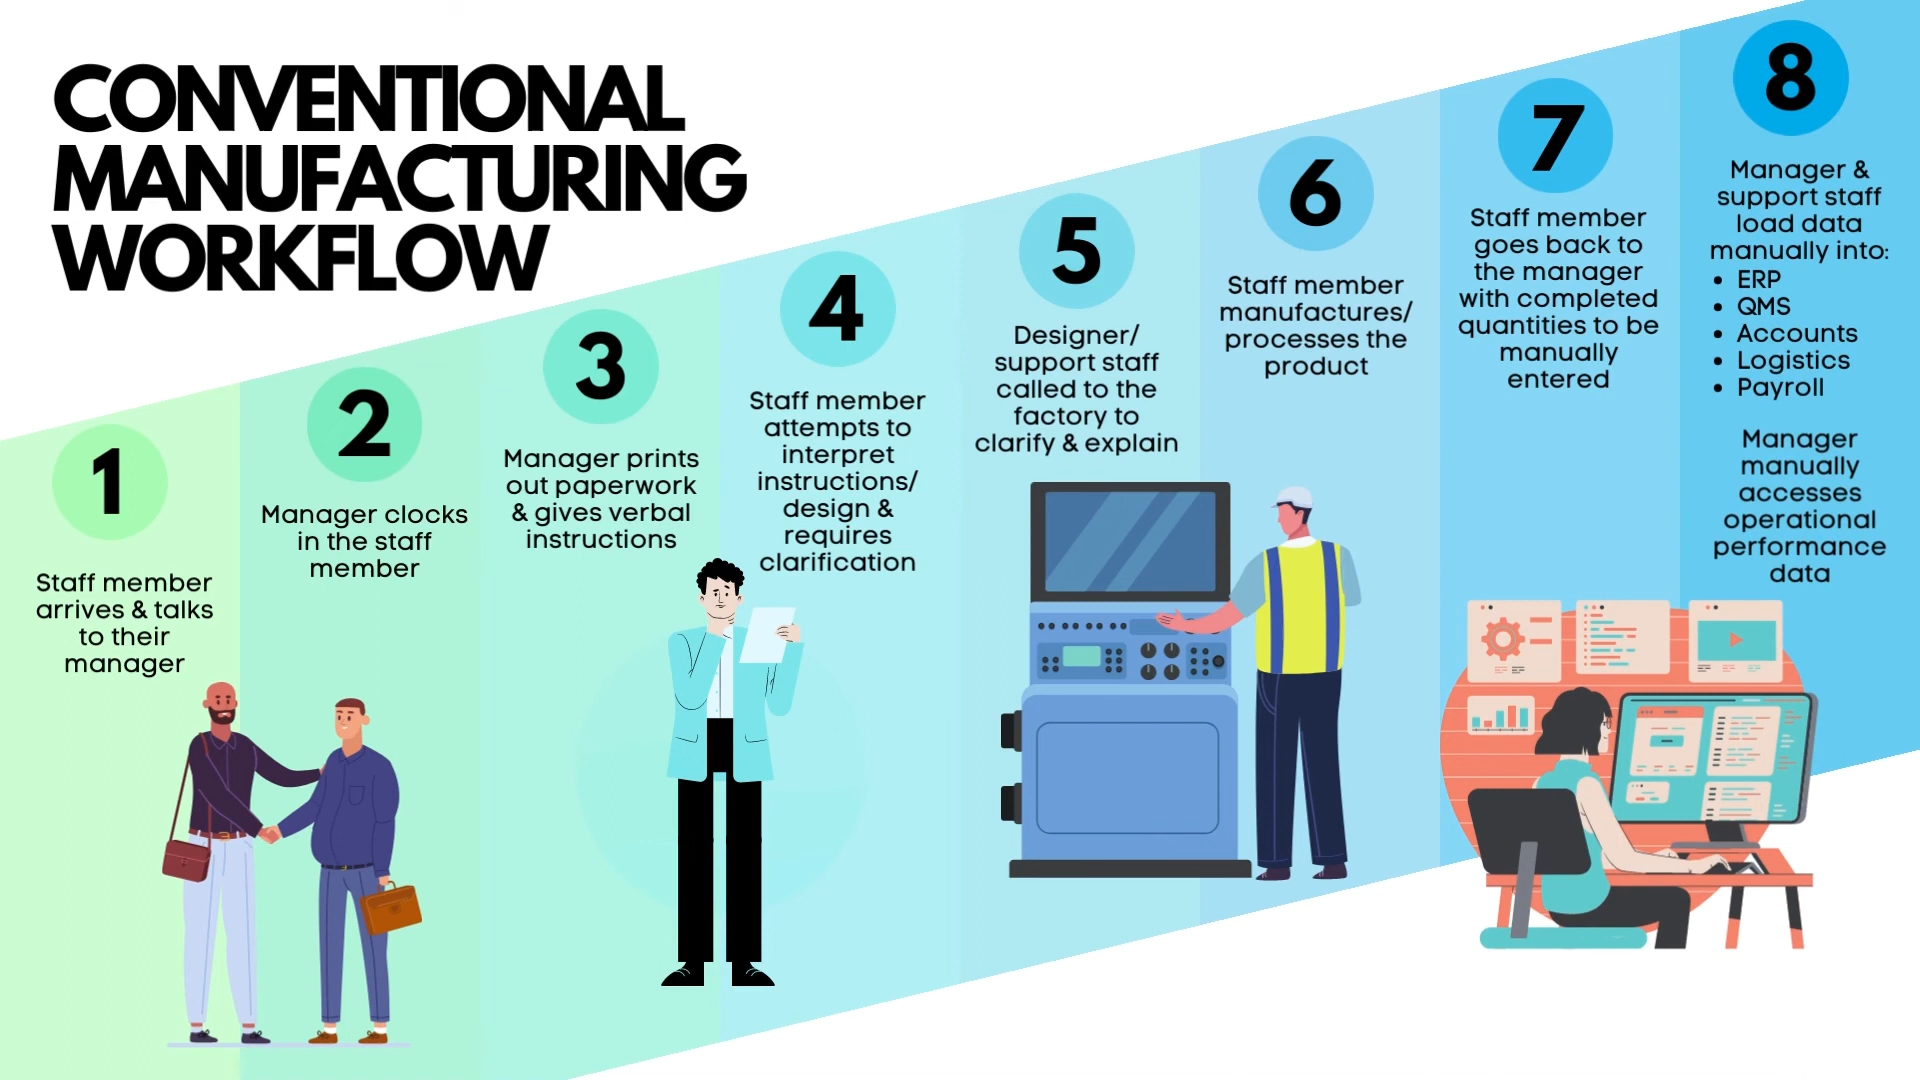 CONVENTIONAL
MANUFACTURING
WORKFLOW
1
Staff member
arrives & talks
to their
manager
2
Manager clocks
in the staff
member
3
Manager prints
out paperwork
& gives verbal
instructions
4
Staff member
attempts to
interpret
instructions/
design &
requires
clarification
5
Designer/
support staff
called to the
factory to
clarify & explain
6
Staff member
manufactures/
processes the
product
7
Staff member
goes back to
the manager
with completed
quantities to be
manually
entered
8
Manager &
support staff
load data
manually into:
• ERP
• QMS
• Accounts
• Logistics
• Payroll
Manager
manually
accesses
operational
performance
data